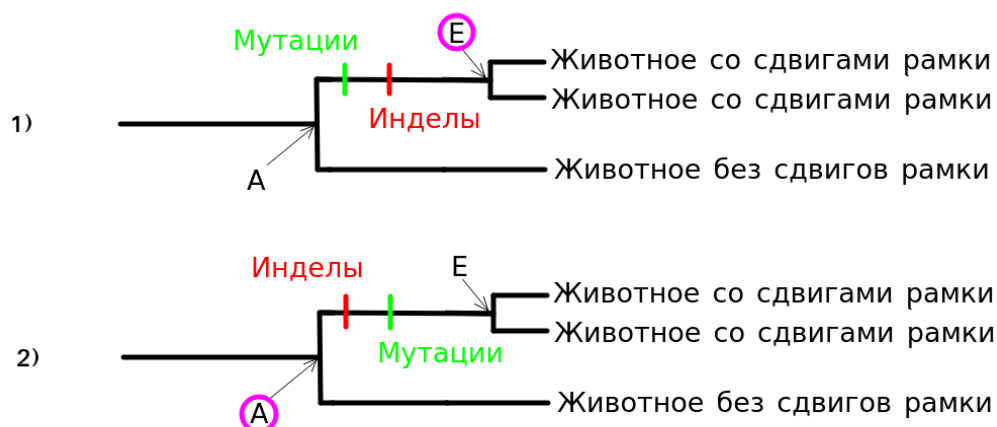 Мутации
E
Животное со сдвигами рамки
Животное со сдвигами рамки
1)
Инделы
A
Животное без сдвигов рамки
Инделы
E
Животное со сдвигами рамки
Животное со сдвигами рамки
2)
Мутации
A
Животное без сдвигов рамки